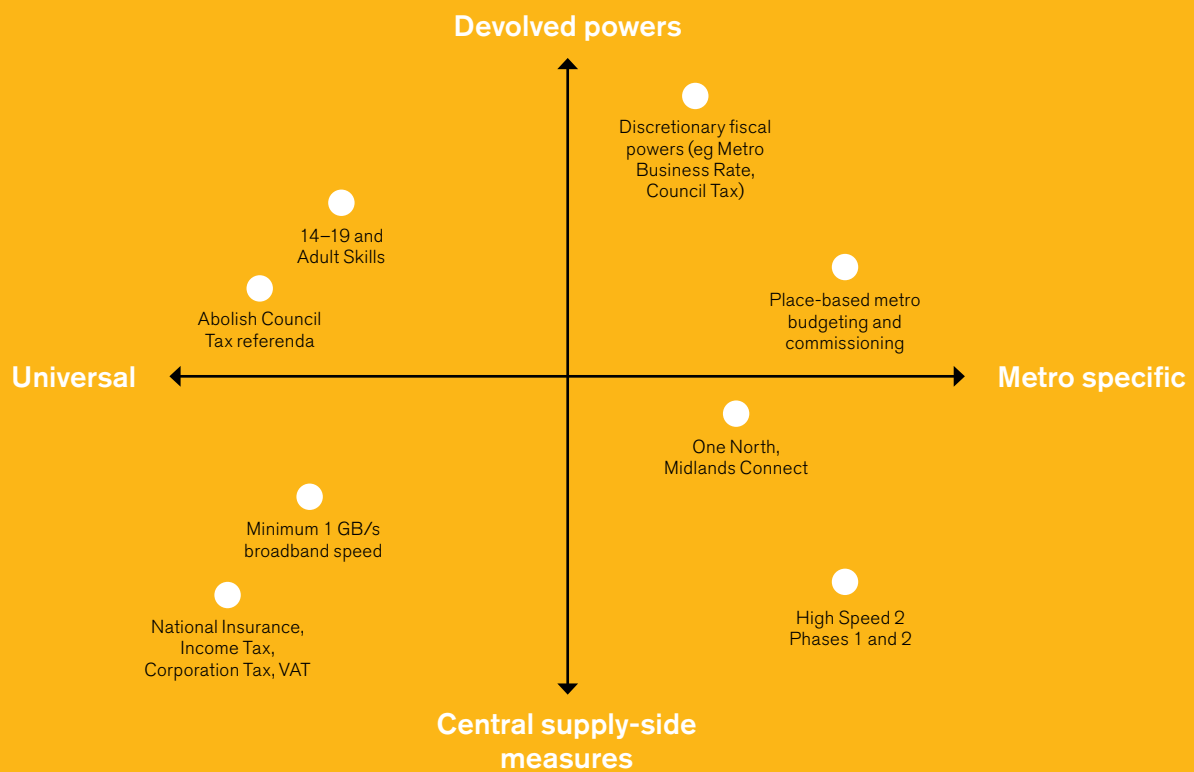 Devolved powers
Discretionary fiscal
powers (eg Metro
Business Rate,
Council Tax)
14–19 and
Adult Skills
Abolish Council
Tax referenda
Place-based metro
budgeting and
commissioning
Universal
Metro specific
One North,
Midlands Connect
Minimum 1 GB/s
broadband speed
National Insurance,
Income Tax,
Corporation Tax, VAT
High Speed 2
Phases 1 and 2
Central supply-side
measures